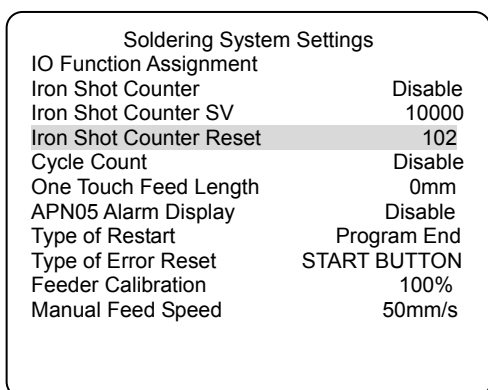 Soldering System Settings
IO Function Assignment
Iron Shot Counter Disable
Iron Shot Counter SV 10000
Iron Shot Counter Reset 102
Cycle Count Disable
One Touch Feed Length 0mm
APN05 Alarm Display Disable
Type of Restart Program End
Type of Error Reset START BUTTON
Feeder Calibration 100%
Manual Feed Speed 50mm/s